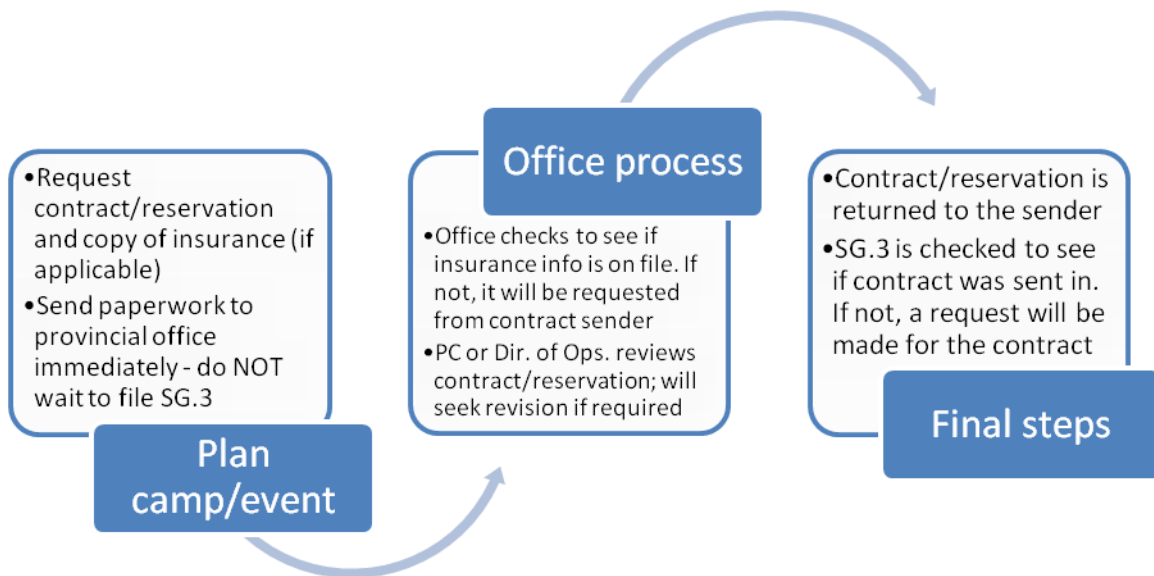 •Request
contract/reservation
and copy of insurance (if
applicable)
•Send paperwork to
provincial office
immediately - do NOT
wait to file SG.3
Plan
camp/event
Office process
•Office checks to see if
insurance info is on file. If
not, it will be requested
from contract sender
•PC or Dir. of Ops. reviews
contract/reservation; will
seek revision if required
•Contract/reservation is
returned to the sender
•SG.3 is checked to see
if contract was sent in.
If not, a request will be
made for the contract
Final steps